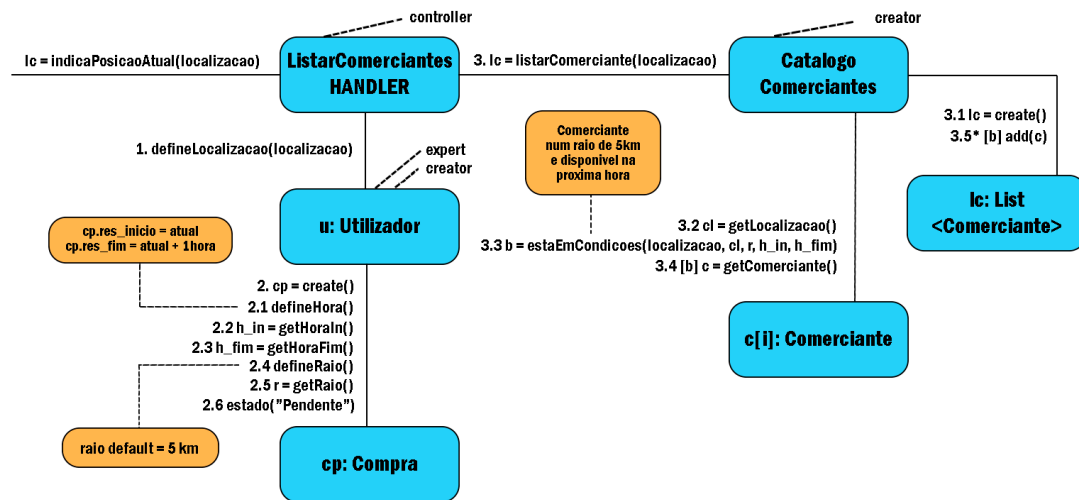 controller
creator
lc = indicaPosicaoAtual(localizacao)
ListarComerciantes
HANDLER
3. lc = listarComerciante(localizacao)
Catalogo
Comerciantes
3.1 lc = create()
3.5* [b] add(c)
Comerciante
num raio de 5km
e disponivel na
proxima hora
1. defineLocalizacao(localizacao)
expert
creator
u: Utilizador
lc: List
<Comerciante>
cp.res_inicio = atual
cp.res_fim = atual + 1hora
3.2 cl = getLocalizacao()
3.3 b = estaEmCondicoes(localizacao, cl, r, h_in, h_fim)
3.4 [b] c = getComerciante()
2. cp = create()
2.1 defineHora()
2.2 h_in = getHoraIn()
2.3 h_fim = getHoraFim()
2.4 defineRaio()
2.5 r = getRaio()
2.6 estado("Pendente")
c[i]: Comerciante
raio default = 5 km
cp: Compra